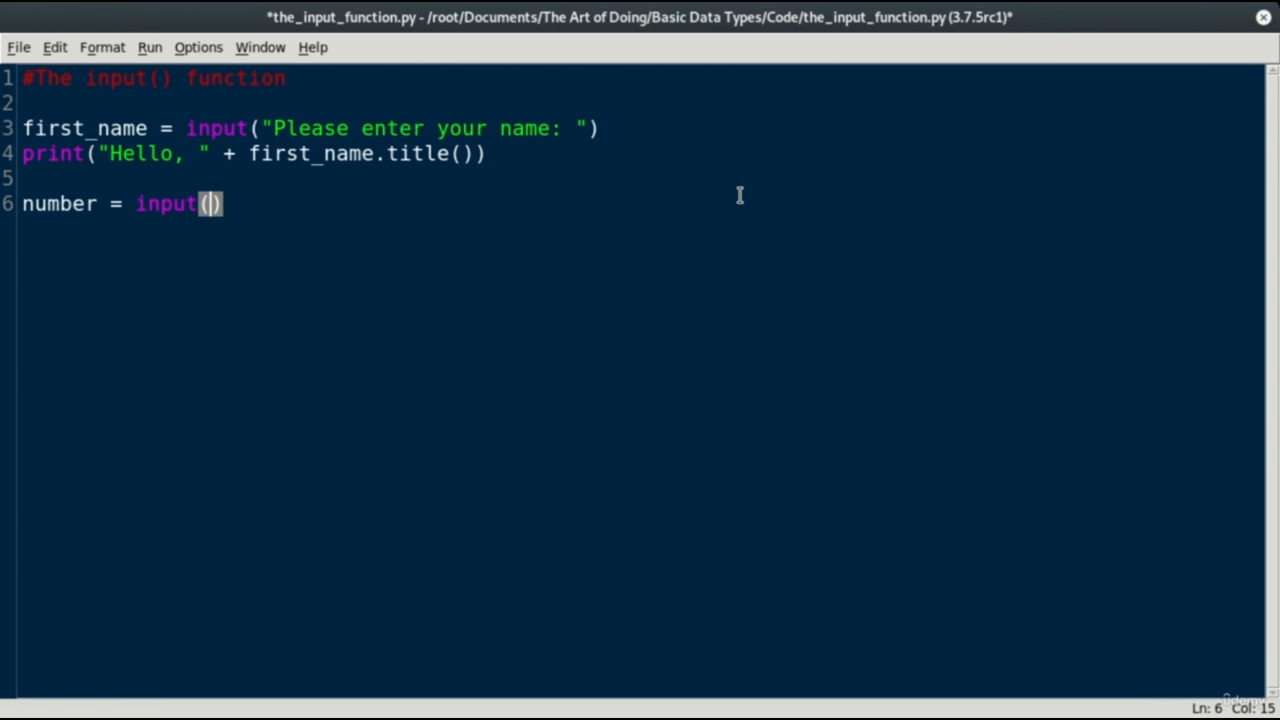 *the_input_function.py - /root/Documents/The Art of Doing/Basic Data Types/Code/the_input_function.py (3.7.5rc1)*
File Edit Format Run Options Window Help
1 #The input() function
2
3 first_name = input("Please enter your name: ")
4 print("Hello, " + first_name.title())
5
6 number = input()
ûdemy
Ln: 6 Col: 15